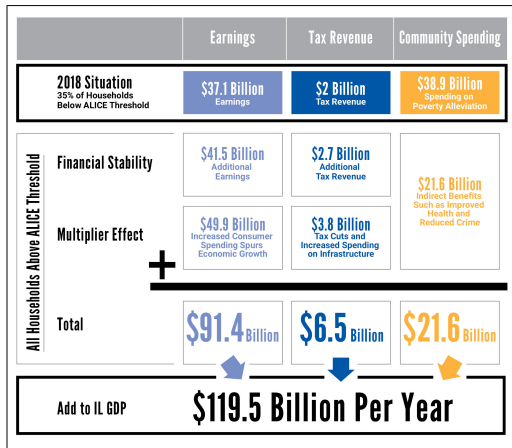 Earnings
Tax Revenue
Community Spending
2018 Situation
35% of Households
Below ALICE Threshold
$37.1 Billion
Earnings
$2 Billion
Tax Revenue
$38.9 Billion
Spending on
Poverty Alleviation
All Households Above ALICE Threshold
Financial Stability
$41.5 Billion
Additional
Earnings
$2.7 Billion
Additional
Tax Revenue
$21.6 Billion
Indirect Benefits
Such as Improved
Health and
Reduced Crime
Multiplier Effect
$49.9 Billion
Increased Consumer
Spending Spurs
Economic Growth
$3.8 Billion
Tax Cuts and
Increased Spending
on Infrastructure
+
Total
$91.4 Billion
$6.5 Billion
$21.6 Billion
Add to IL GDP
$119.5 Billion Per Year